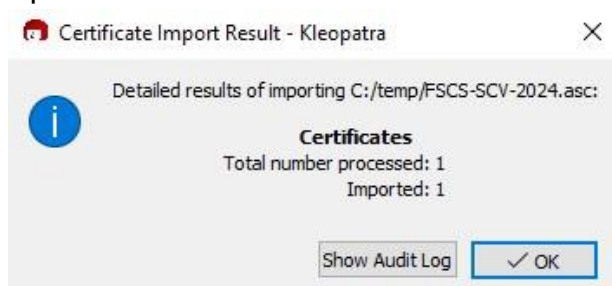 Certificate Import Result - Kleopatra
Detailed results of importing C:/temp/FSCS-SCV-2024.asc:
Certificates
Total number processed: 1
Imported: 1
Show Audit Log
OK